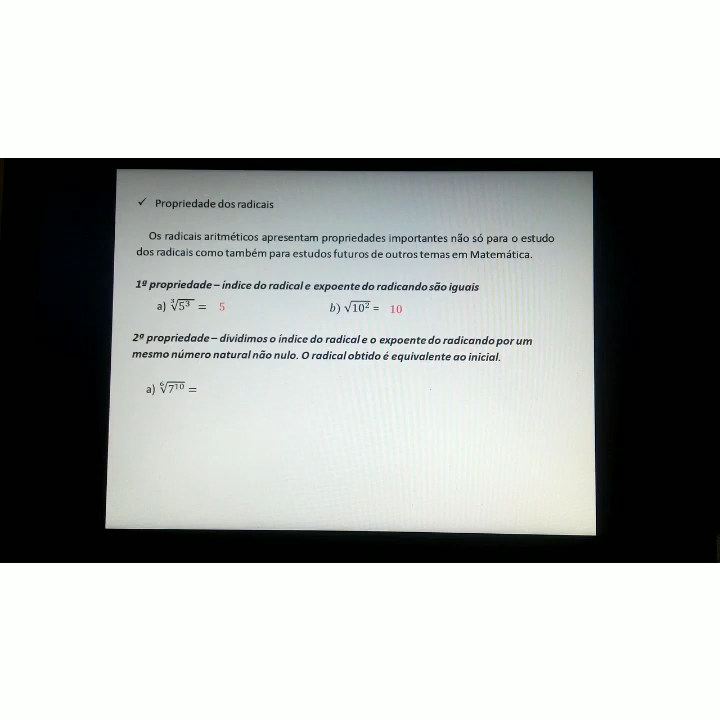 ✓ Propriedade dos radicais
Os radicais aritméticos apresentam propriedades importantes não só para o estudo
dos radicais como também para estudos futuros de outros temas em Matemática.
1ª propriedade – índice do radical e expoente do radicando são iguais
a) ∛5³ = 5 b) √10² = 10
2ª propriedade – dividimos o índice do radical e o expoente do radicando por um
mesmo número natural não nulo. O radical obtido é equivalente ao inicial.
a) ⁶√7¹⁰ =